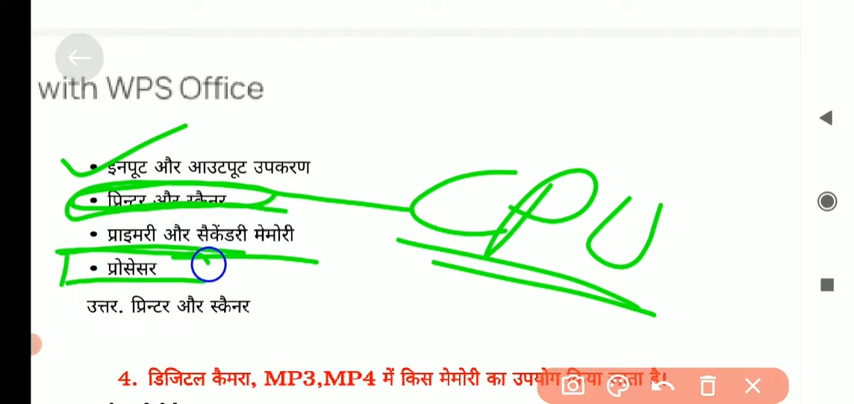 with WPS Office
• इनपूट और आउटपूट उपकरण
• प्रिन्टर और स्कैनर
CPU
• प्राइमरी और सैकेंडरी मेमोरी
• प्रोसेसर
उत्तर. प्रिन्टर और स्कैनर
4. डिजिटल कैमरा, MP3,MP4 में किस मेमोरी का उपयोग किया जाता है।